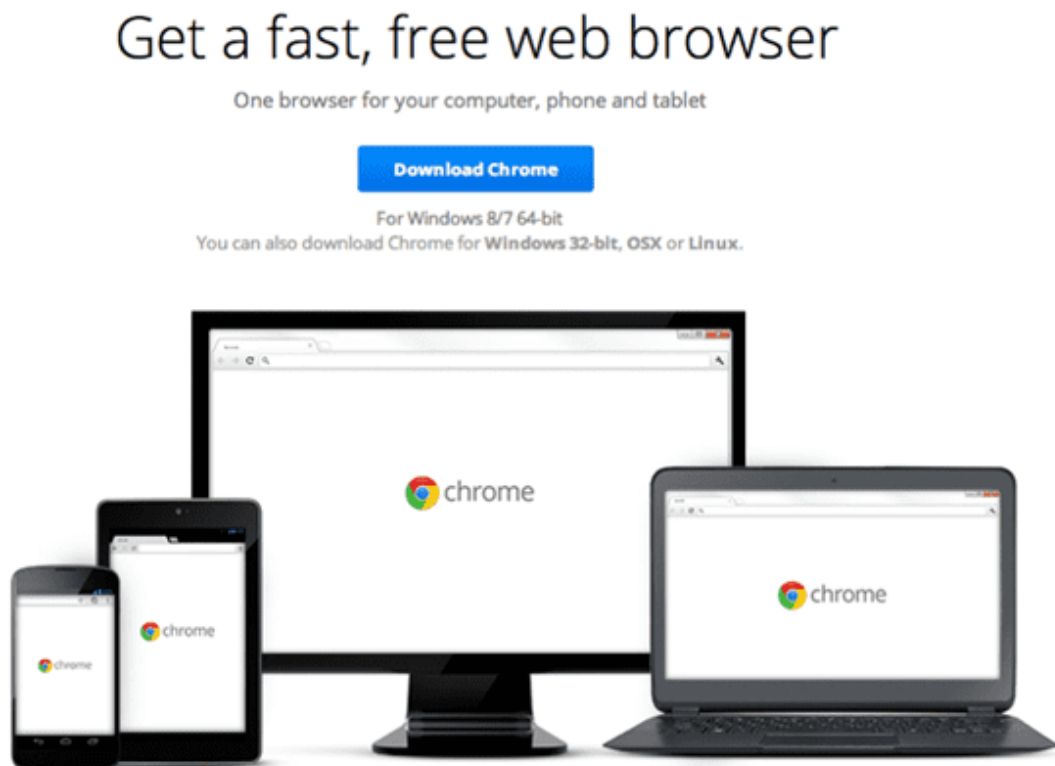 Get a fast, free web browser
One browser for your computer, phone and tablet
Download Chrome
For Windows 8/7 64-bit
You can also download Chrome for Windows 32-bit, OSX or Linux.
chrome
chrome
chrome
chrome